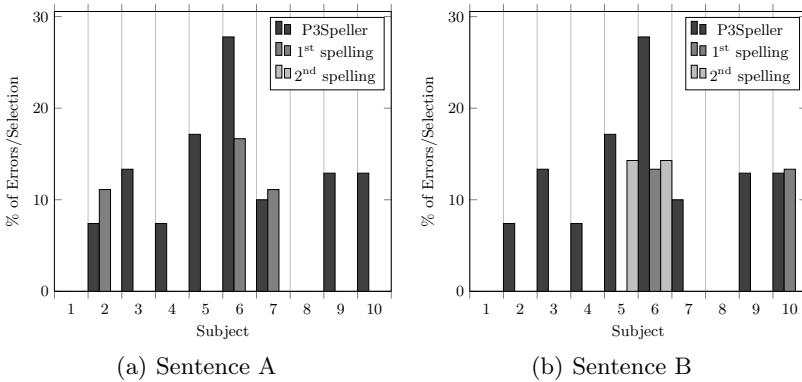 30
20
10
0
% of Errors/Selection
P3Speller
1st spelling
2nd spelling
1 2 3 4 5 6 7 8 9 10
Subject
(a) Sentence A
30
20
10
0
% of Errors/Selection
P3Speller
1st spelling
2nd spelling
1 2 3 4 5 6 7 8 9 10
Subject
(b) Sentence B